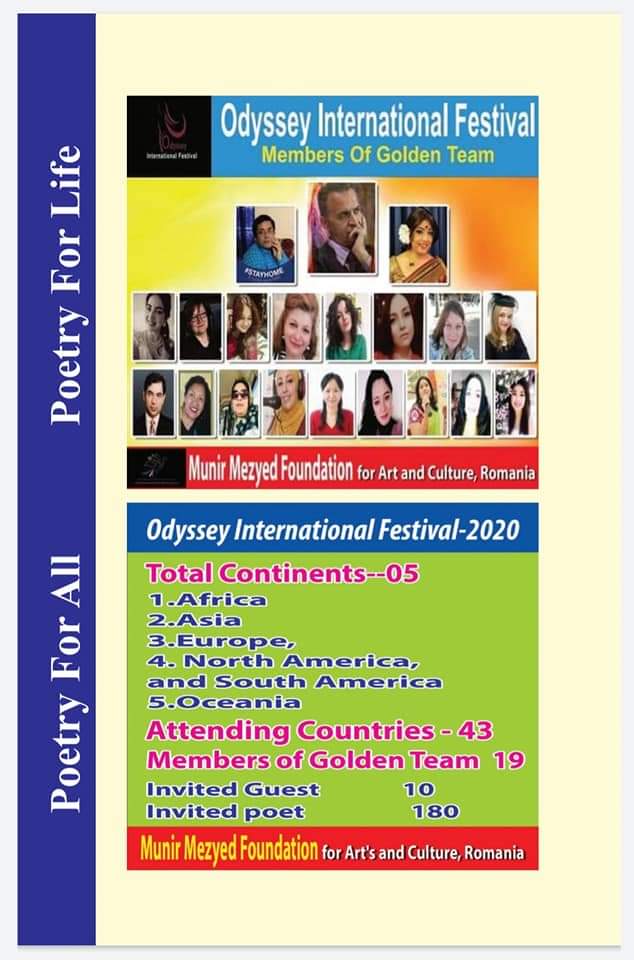 Poetry For All Poetry For Life
Odyssey
International Festival
Odyssey International Festival
Members Of Golden Team
#STAYHOME
Munir Mezyed Foundation for Art and Culture, Romania
Odyssey International Festival-2020
Total Continents--05
1.Africa
2.Asia
3.Europe,
4. North America,
and South America
5.Oceania
Attending Countries - 43
Members of Golden Team 19
Invited Guest 10
Invited poet 180
Munir Mezyed Foundation for Art's and Culture, Romania